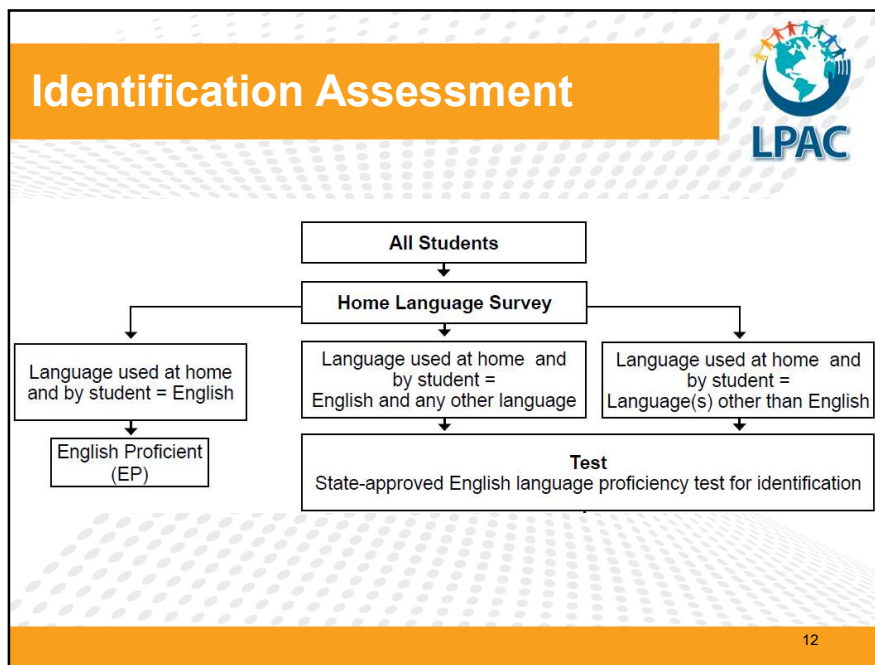 Identification Assessment
LPAC
All Students
Home Language Survey
Language used at home
and by student = English
Language used at home and
by student =
English and any other language
Language used at home and
by student =
Language(s) other than English
English Proficient
(EP)
Test
State-approved English language proficiency test for identification
12